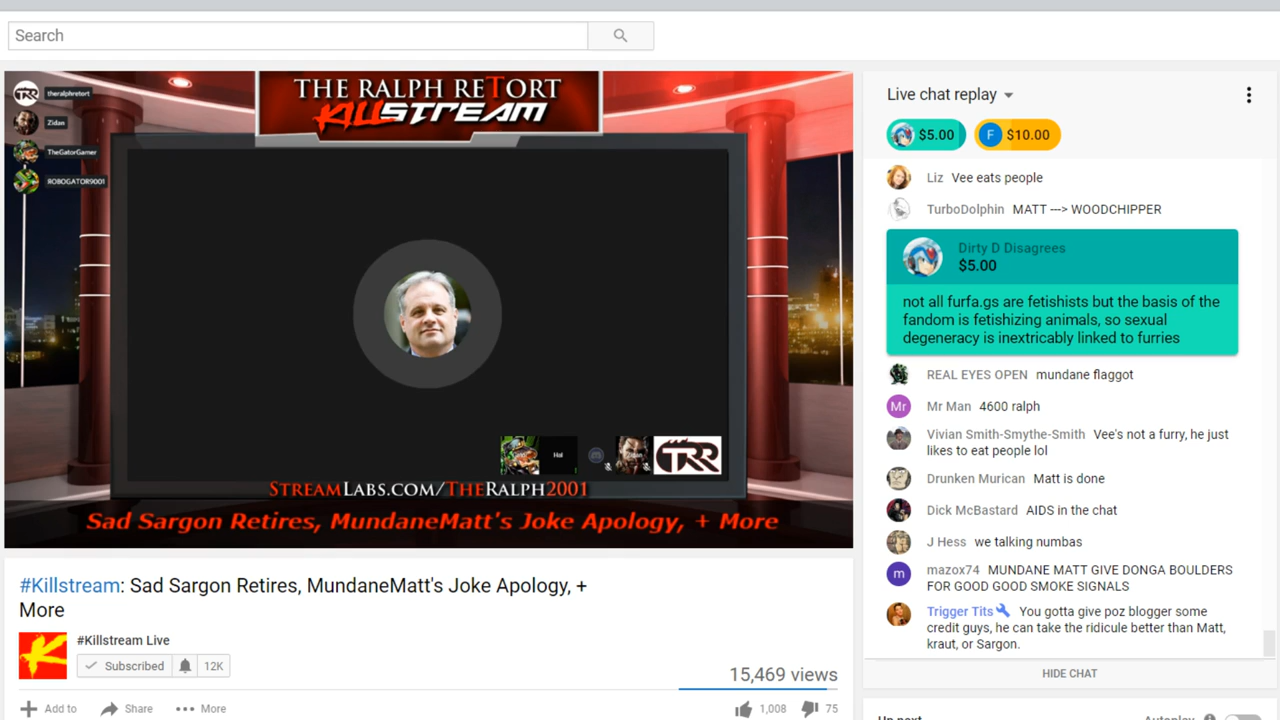 Search
THE RALPH RETORT
KILLSTREAM
TRR
theralphretort
Zidan
TheGatorGamer
ROBOGATOR9001
Hal
TRR
STREAMLABS.COM/THERALPH2001
Sad Sargon Retires, MundaneMatt's Joke Apology, + More
#Killstream: Sad Sargon Retires, MundaneMatt's Joke Apology, +
More
#Killstream Live
Subscribed 12K
15,469 views
Add to Share More 1,008 75
Live chat replay
$5.00 F $10.00
Liz Vee eats people
TurboDolphin MATT ---> WOODCHIPPER
Dirty D Disagrees
$5.00
not all furfa.gs are fetishists but the basis of the
fandom is fetishizing animals, so sexual
degeneracy is inextricably linked to furries
REAL EYES OPEN mundane flaggot
Mr Mr Man 4600 ralph
Vivian Smith-Smythe-Smith Vee's not a furry, he just
likes to eat people lol
Drunken Murican Matt is done
Dick McBastard AIDS in the chat
J Hess we talking numbas
m mazox74 MUNDANE MATT GIVE DONGA BOULDERS
FOR GOOD GOOD SMOKE SIGNALS
Trigger Tits You gotta give poz blogger some
credit guys, he can take the ridicule better than Matt,
kraut, or Sargon.
HIDE CHAT
Up next Autoplay